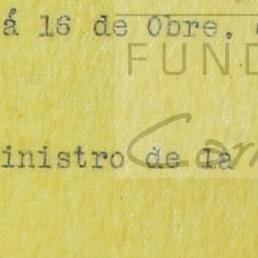 á 16 de Obre.
FUND
inistro de la